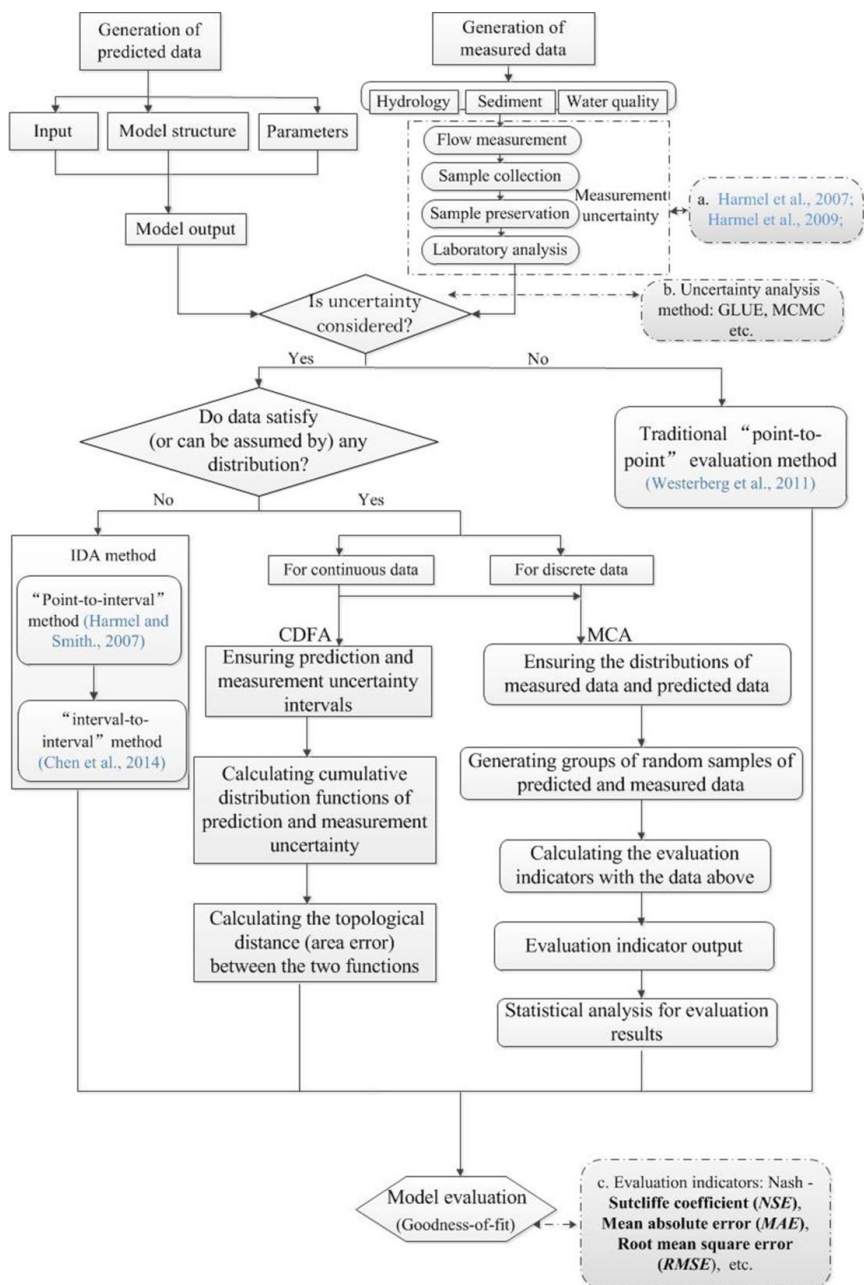 Generation of
predicted data
Generation of
measured data
Hydrology
Sediment
Water quality
Input
Model structure
Parameters
Flow measurement
Sample collection
Sample preservation
Laboratory analysis
Measurement
uncertainty
a. Harmel et al., 2007;
Harmel et al., 2009;
Model output
Is uncertainty
considered?
b. Uncertainty analysis
method: GLUE, MCMC
etc.
Yes
No
Do data satisfy
(or can be assumed by) any
distribution?
Traditional “point-to-
point” evaluation method
(Westerberg et al., 2011)
No
Yes
IDA method
“Point-to-interval”
method (Harmel and
Smith., 2007)
“interval-to-
interval” method
(Chen et al., 2014)
For continuous data
For discrete data
CDFA
Ensuring prediction and
measurement uncertainty
intervals
Calculating cumulative
distribution functions of
prediction and measurement
uncertainty
Calculating the topological
distance (area error)
between the two functions
MCA
Ensuring the distributions of
measured data and predicted data
Generating groups of random samples of
predicted and measured data
Calculating the evaluation
indicators with the data above
Evaluation indicator output
Statistical analysis for evaluation
results
Model evaluation
(Goodness-of-fit)
c. Evaluation indicators: Nash -
Sutcliffe coefficient (NSE),
Mean absolute error (MAE),
Root mean square error
(RMSE), etc.